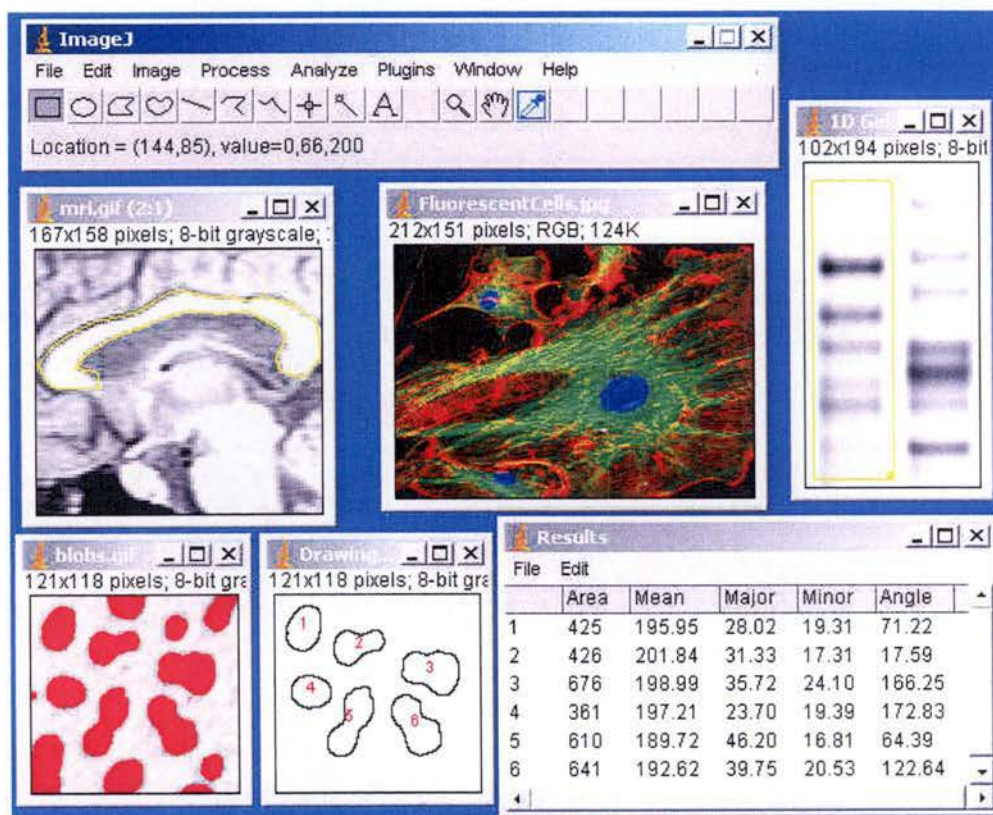 ImageJ
File Edit Image Process Analyze Plugins Window Help
A
Location = (144,85), value=0,66,200
1D Gel
102x194 pixels; 8-bit
mri.gif (2:1)
167x158 pixels; 8-bit grayscale;
FluorescentCells.jpg
212x151 pixels; RGB; 124K
blobs.gif
121x118 pixels; 8-bit gra
Drawing...
121x118 pixels; 8-bit gra
1
2
3
4
5
6
Results
File Edit
Area Mean Major Minor Angle
1 425 195.95 28.02 19.31 71.22
2 426 201.84 31.33 17.31 17.59
3 676 198.99 35.72 24.10 166.25
4 361 197.21 23.70 19.39 172.83
5 610 189.72 46.20 16.81 64.39
6 641 192.62 39.75 20.53 122.64